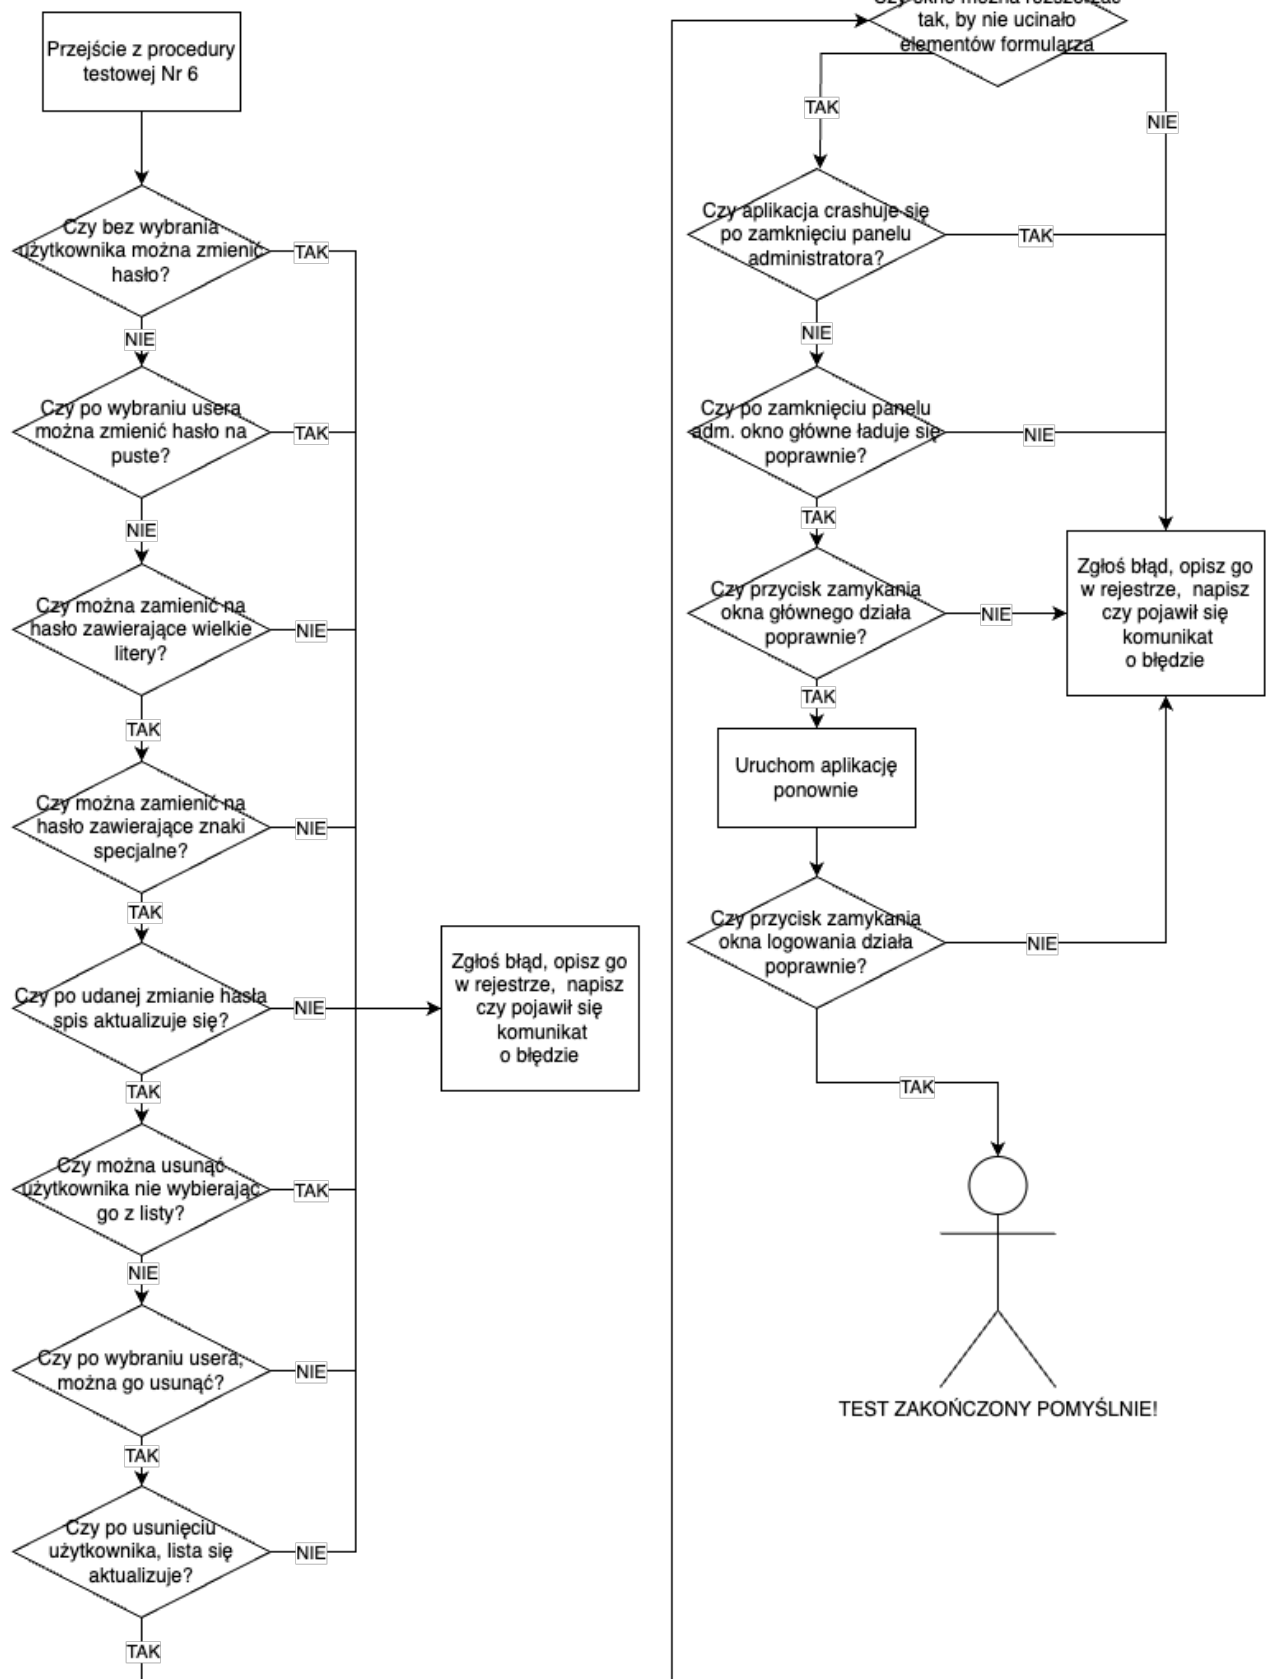 Przejście z procedury
testowej Nr 6
Czy bez wybrania
użytkownika można zmienić
hasło?
TAK
NIE
Czy po wybraniu usera
można zmienić hasło na
puste?
TAK
NIE
Czy można zamienić na
hasło zawierające wielkie
litery?
NIE
TAK
Czy można zamienić na
hasło zawierające znaki
specjalne?
NIE
TAK
Czy po udanej zmianie hasła
spis aktualizuje się?
NIE
Zgłoś błąd, opisz go
w rejestrze, napisz
czy pojawił się
komunikat
o błędzie
TAK
Czy można usunąć
użytkownika nie wybierając
go z listy?
TAK
NIE
Czy po wybraniu usera,
można go usunąć?
NIE
TAK
Czy po usunięciu
użytkownika, lista się
aktualizuje?
NIE
TAK
Czy okno można rozszerzać
tak, by nie ucinało
elementów formularza
TAK
NIE
Czy aplikacja crashuje się
po zamknięciu panelu
administratora?
TAK
NIE
Czy po zamknięciu panelu
adm. okno główne ładuje się
poprawnie?
NIE
TAK
Czy przycisk zamykania
okna głównego działa
poprawnie?
NIE
Zgłoś błąd, opisz go
w rejestrze, napisz
czy pojawił się
komunikat
o błędzie
TAK
Uruchom aplikację
ponownie
Czy przycisk zamykania
okna logowania działa
poprawnie?
NIE
TAK
TEST ZAKOŃCZONY POMYŚLNIE!